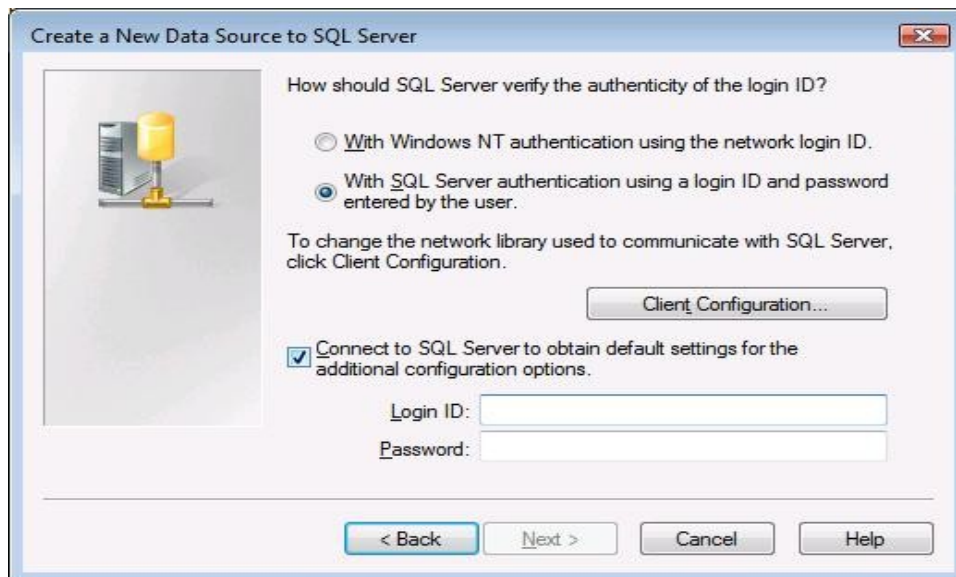 Create a New Data Source to SQL Server
How should SQL Server verify the authenticity of the login ID?
With Windows NT authentication using the network login ID.
With SQL Server authentication using a login ID and password
entered by the user.
To change the network library used to communicate with SQL Server,
click Client Configuration.
Client Configuration...
Connect to SQL Server to obtain default settings for the
additional configuration options.
Login ID:
Password:
< Back
Next >
Cancel
Help